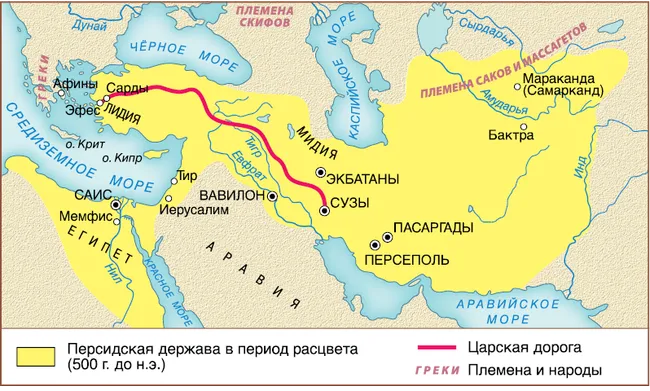 ПЛЕМЕНА
СКИФОВ
Дунай
ЧЁРНОЕ МОРЕ
КАСПИЙСКОЕ МОРЕ
Сырдарья
ПЛЕМЕНА САКОВ И МАССАГЕТОВ
Амударья
Мараканда
(Самарканд)
Бактра
Инд
ГРЕКИ
Афины
Сарды
Эфес
ЛИДИЯ
СРЕДИЗЕМНОЕ МОРЕ
о. Крит
о. Кипр
МИДИЯ
Тигр
Евфрат
ЭКБАТАНЫ
Тир
САИС
ВАВИЛОН
СУЗЫ
Мемфис
Иерусалим
ПАСАРГАДЫ
ПЕРСЕПОЛЬ
ЕГИПЕТ
Нил
КРАСНОЕ МОРЕ
АРАВИЯ
АРАВИЙСКОЕ
МОРЕ
Персидская держава в период расцвета
(500 г. до н.э.)
Царская дорога
ГРЕКИ Племена и народы